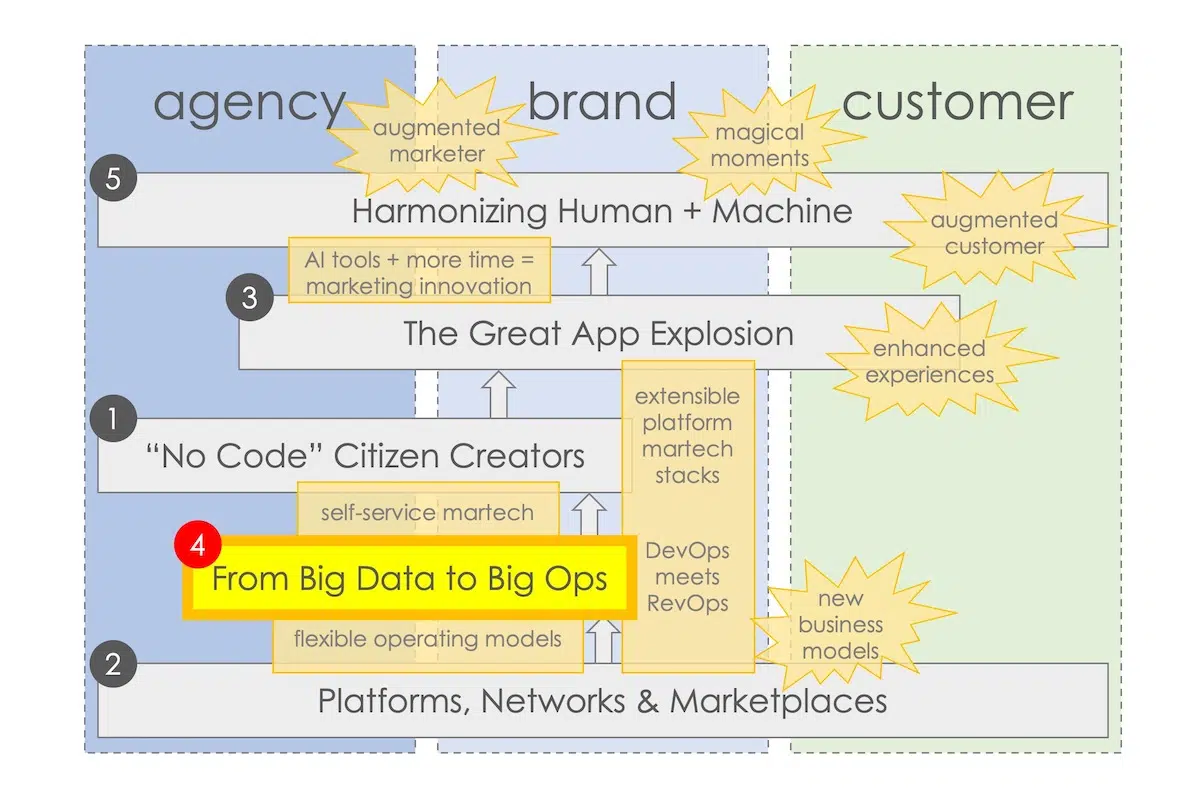 agency
brand
customer
augmented
marketer
magical
moments
5
Harmonizing Human + Machine
augmented
customer
AI tools + more time =
marketing innovation
3
The Great App Explosion
enhanced
experiences
extensible
platform
martech
stacks
1
“No Code” Citizen Creators
self-service martech
4
From Big Data to Big Ops
DevOps
meets
RevOps
new
business
models
flexible operating models
2
Platforms, Networks & Marketplaces